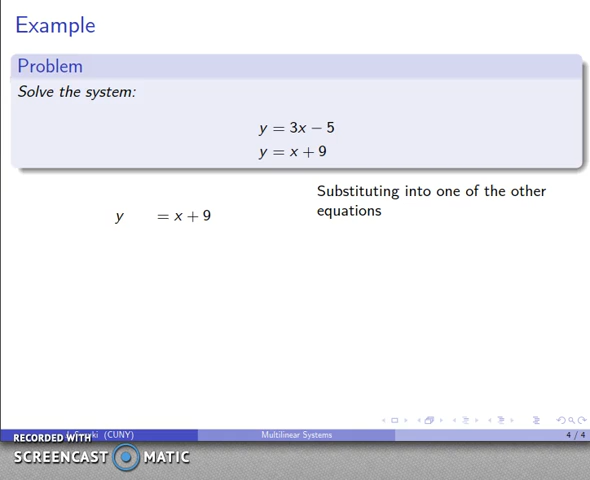 Example
Problem
Solve the system:
y = 3x − 5
y = x + 9
Substituting into one of the other
equations
y = x + 9
(CUNY)
Multilinear Systems
4 / 4
RECORDED WITH
SCREENCAST MATIC